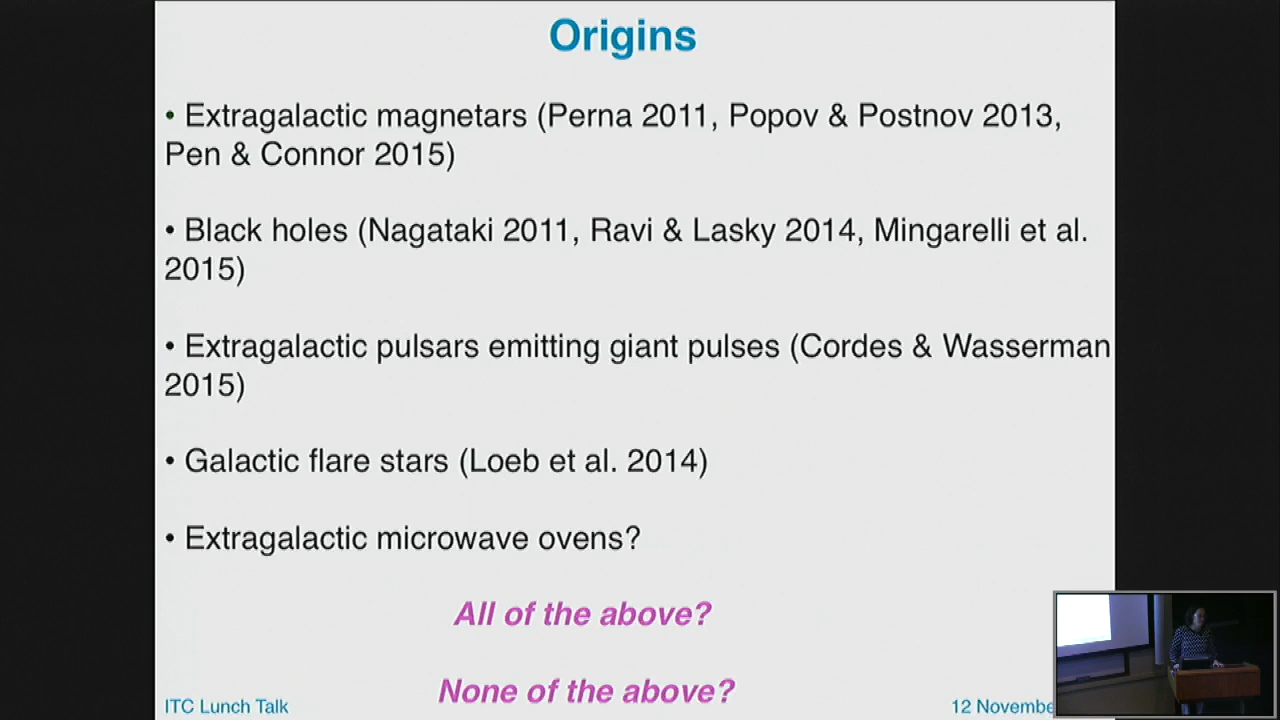 Origins
• Extragalactic magnetars (Perna 2011, Popov & Postnov 2013,
Pen & Connor 2015)
• Black holes (Nagataki 2011, Ravi & Lasky 2014, Mingarelli et al.
2015)
• Extragalactic pulsars emitting giant pulses (Cordes & Wasserman
2015)
• Galactic flare stars (Loeb et al. 2014)
• Extragalactic microwave ovens?
All of the above?
None of the above?
ITC Lunch Talk
12